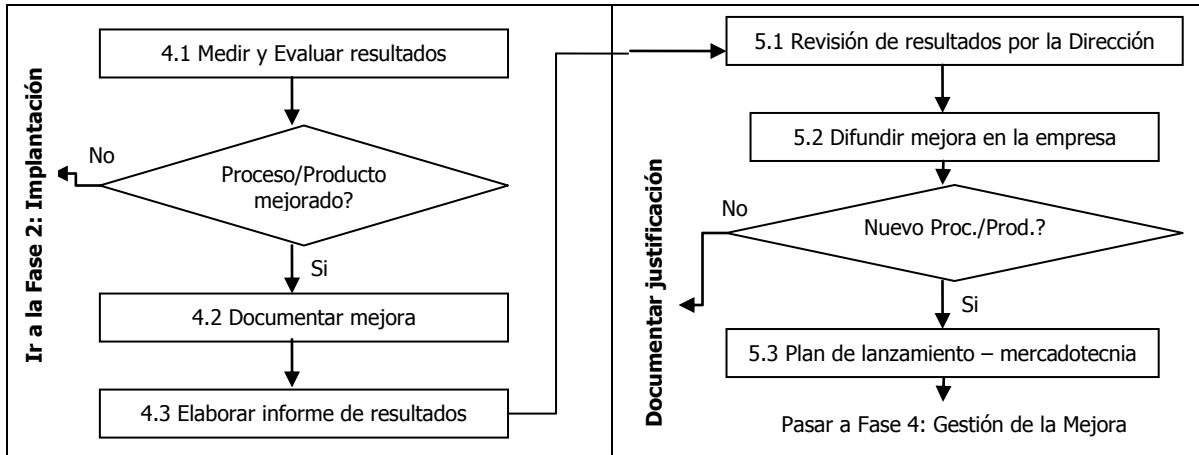 Ir a la Fase 2: Implantación
4.1 Medir y Evaluar resultados
No
Proceso/Producto
mejorado?
Si
4.2 Documentar mejora
4.3 Elaborar informe de resultados
Documentar justificación
5.1 Revisión de resultados por la Dirección
5.2 Difundir mejora en la empresa
No
Nuevo Proc./Prod.?
Si
5.3 Plan de lanzamiento – mercadotecnia
Pasar a Fase 4: Gestión de la Mejora